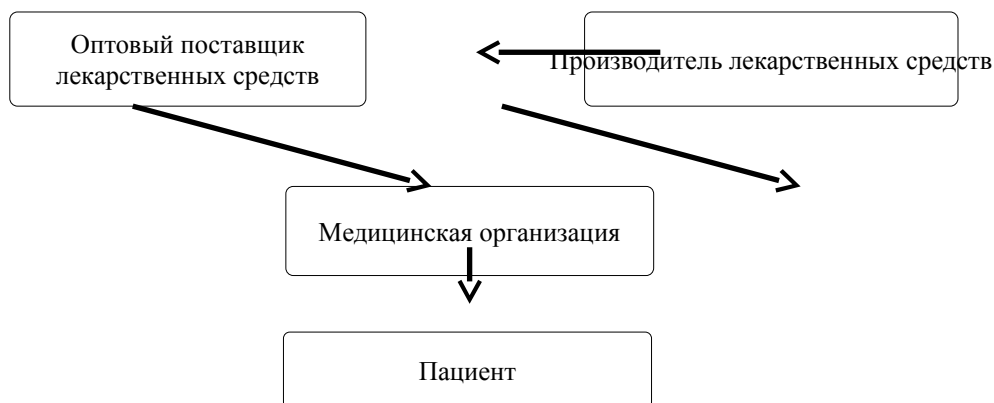 Оптовый поставщик
лекарственных средств
Производитель лекарственных средств
Медицинская организация
Пациент